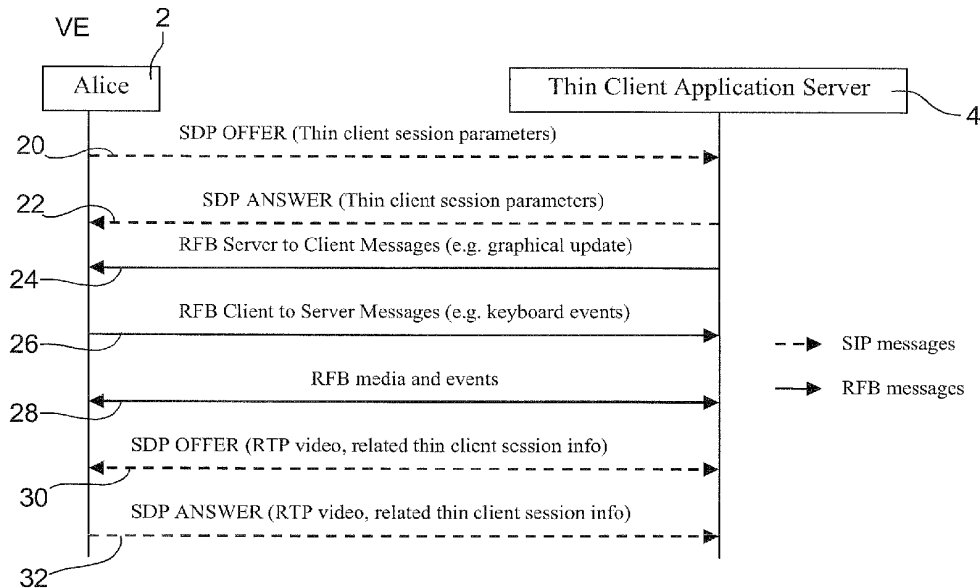 VE
2
Alice
Thin Client Application Server
4
SDP OFFER (Thin client session parameters)
20
SDP ANSWER (Thin client session parameters)
22
RFB Server to Client Messages (e.g. graphical update)
24
RFB Client to Server Messages (e.g. keyboard events)
26
SIP messages
RFB messages
RFB media and events
28
SDP OFFER (RTP video, related thin client session info)
30
SDP ANSWER (RTP video, related thin client session info)
32